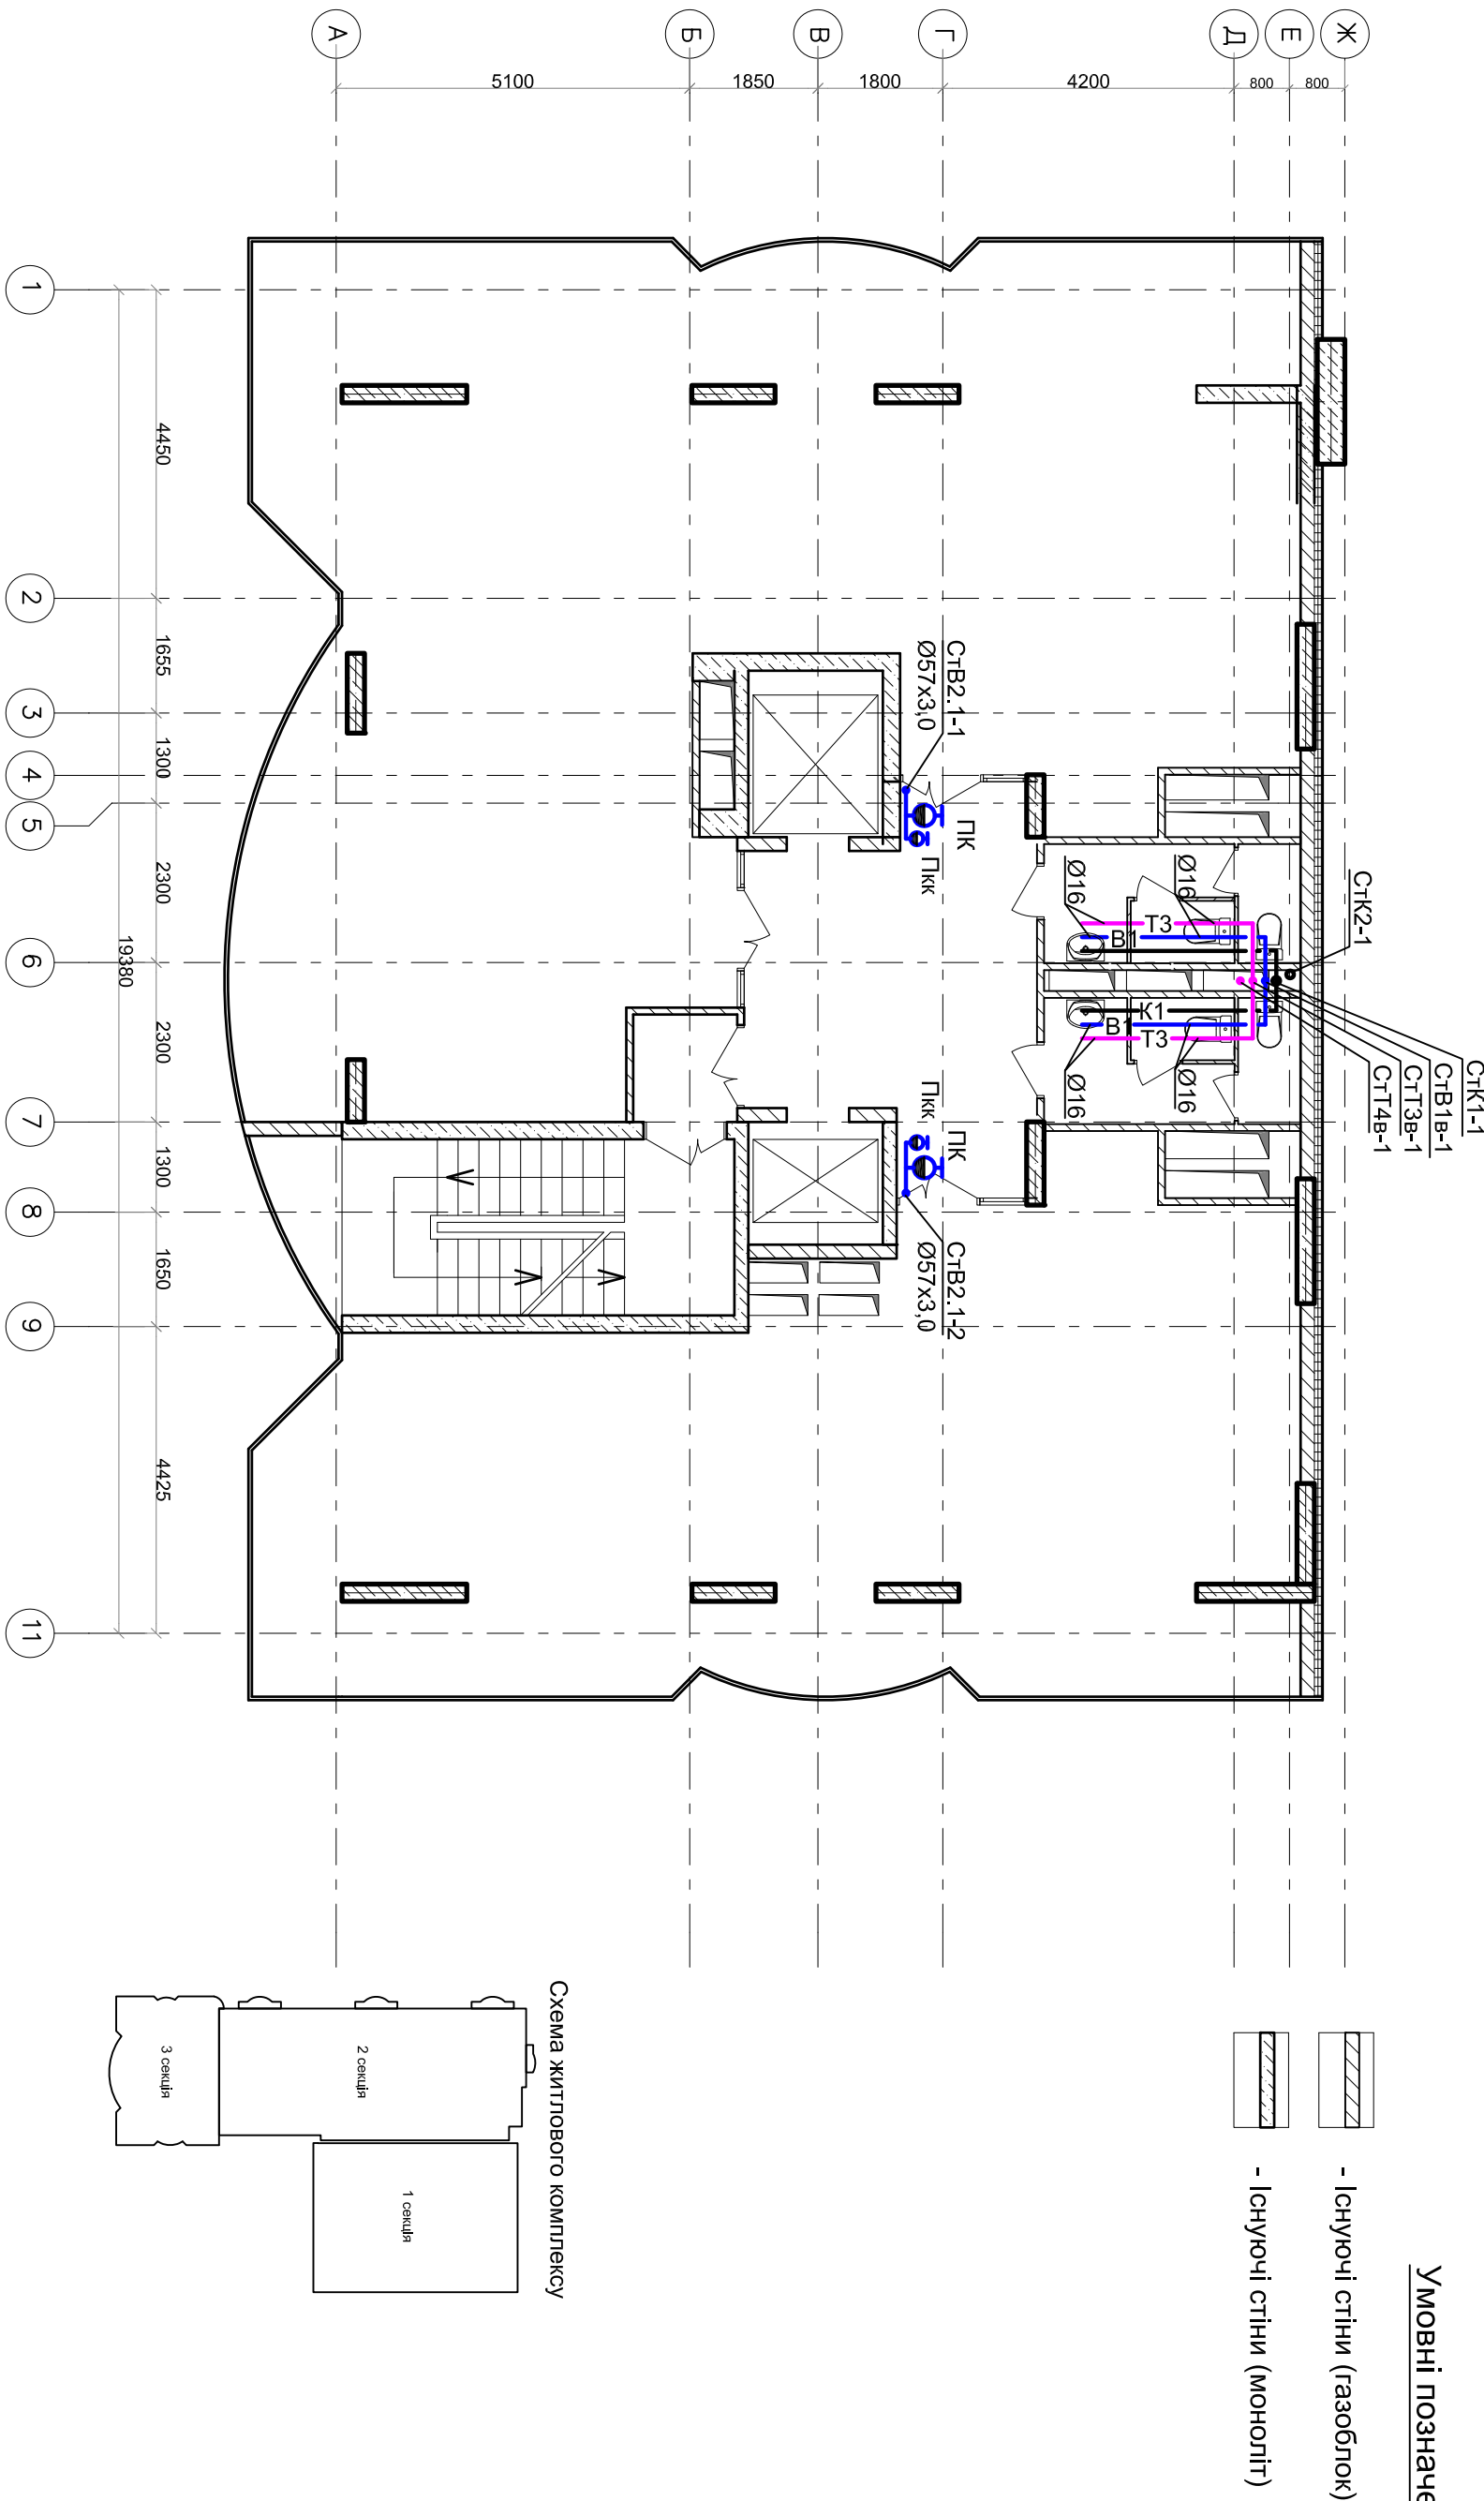 Ж
Е
Д
Г
В
Б
А
800
800
4200
1800
1850
5100
1
2
3
4
5
6
7
8
9
11
4450
1655
1300
2300
2300
1300
1650
4425
19380
СтВ2.1-1
Ø57х3,0
ПК
Пкк
СтК2-1
Ø16
Ø16
Т3
В1
К1
В1
Т3
Ø16
Ø16
СтК1-1
СтВ1в-1
СтТ3в-1
СтТ4в-1
Пкк
ПК
СтВ2.1-2
Ø57х3,0
Умовні позначе
- Існуючі стіни (газоблок)
- Існуючі стіни (моноліт)
Схема житлового комплексу
3 секція
2 секція
1 секція